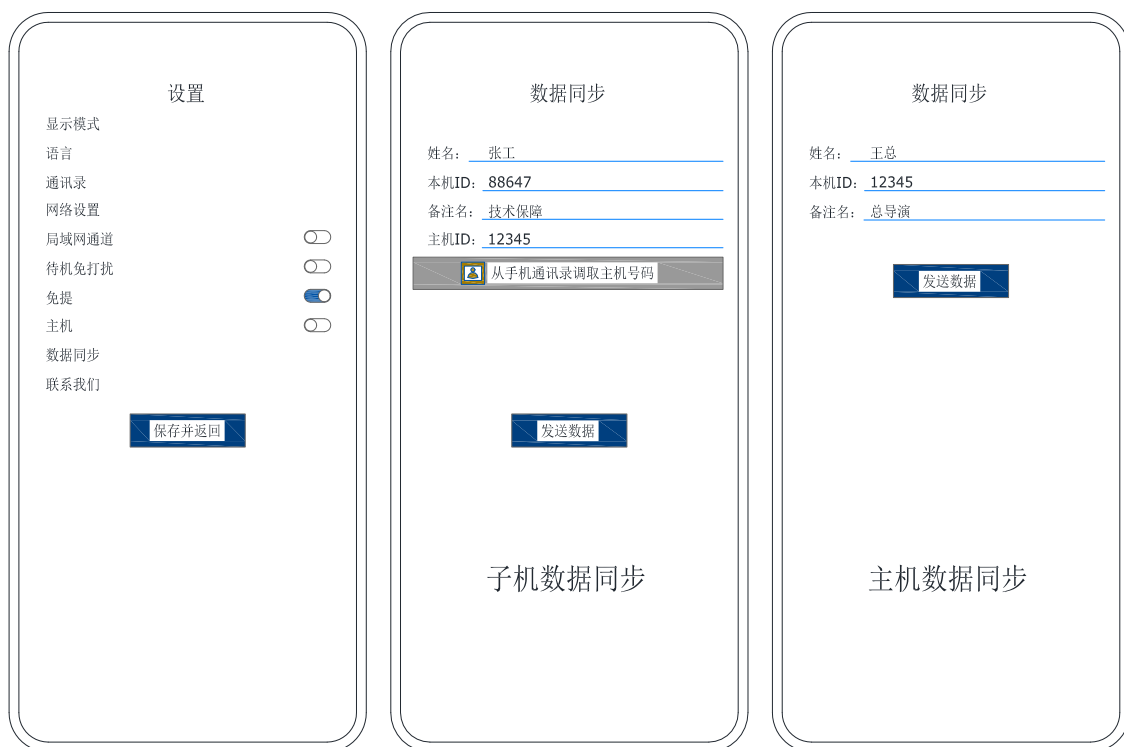 设置
显示模式
语言
通讯录
网络设置
局域网通道
待机免打扰
免提
主机
数据同步
联系我们
保存并返回
数据同步
姓名： 张工
本机ID：88647
备注名：技术保障
主机ID：12345
从手机通讯录调取主机号码
发送数据
子机数据同步
数据同步
姓名： 王总
本机ID：12345
备注名：总导演
发送数据
主机数据同步